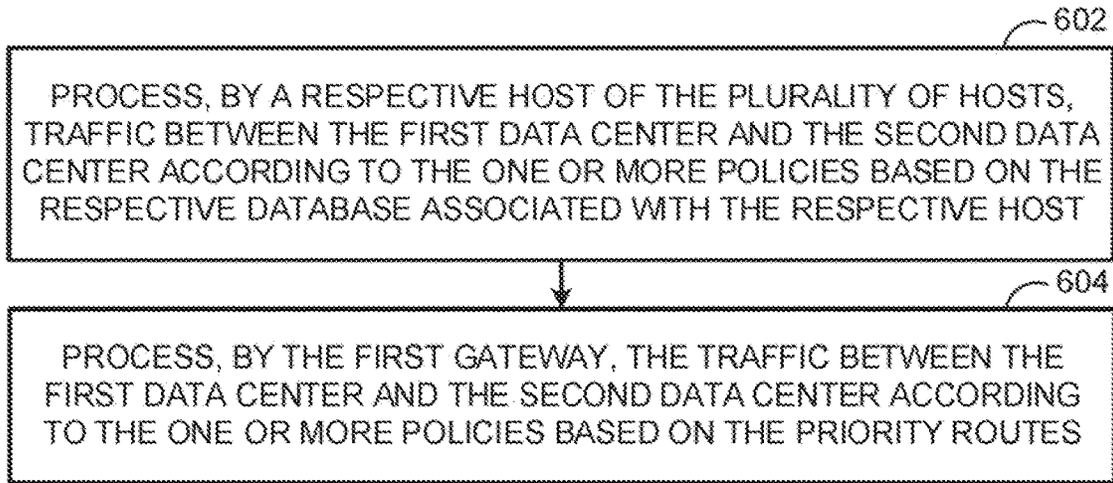 602
PROCESS, BY A RESPECTIVE HOST OF THE PLURALITY OF HOSTS,
TRAFFIC BETWEEN THE FIRST DATA CENTER AND THE SECOND DATA
CENTER ACCORDING TO THE ONE OR MORE POLICIES BASED ON THE
RESPECTIVE DATABASE ASSOCIATED WITH THE RESPECTIVE HOST
604
PROCESS, BY THE FIRST GATEWAY, THE TRAFFIC BETWEEN THE
FIRST DATA CENTER AND THE SECOND DATA CENTER ACCORDING
TO THE ONE OR MORE POLICIES BASED ON THE PRIORITY ROUTES